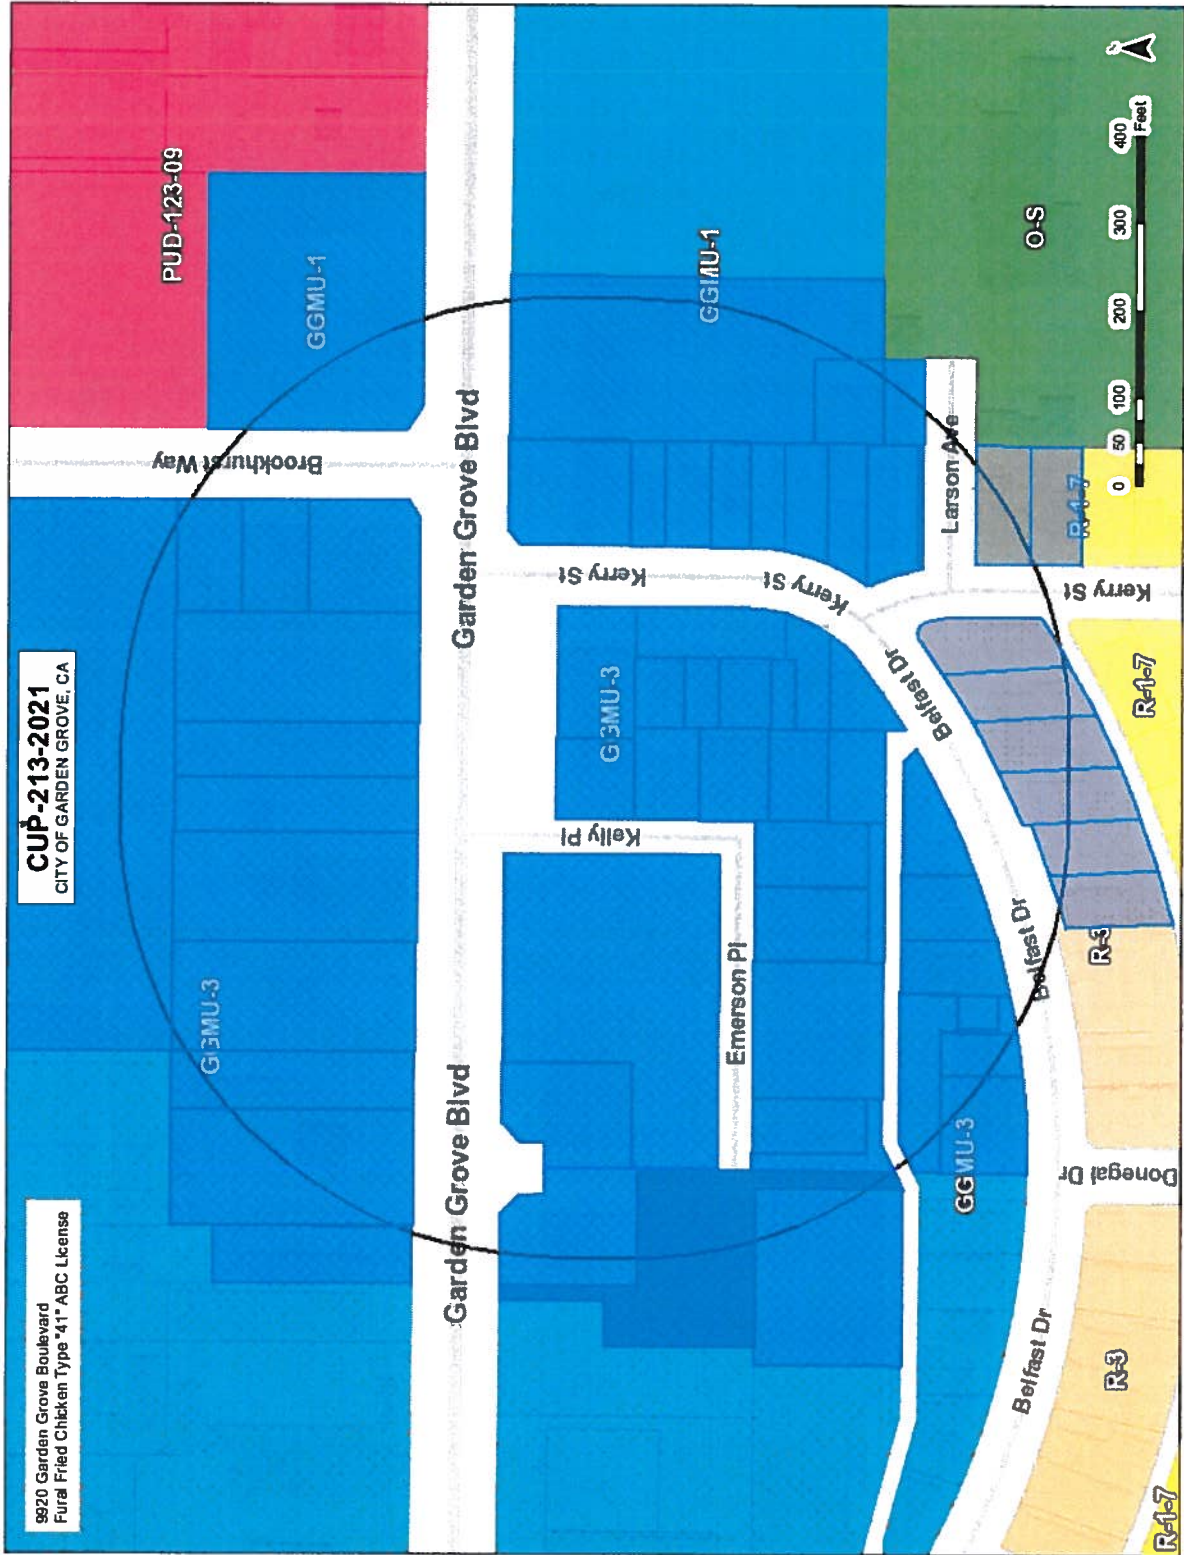 9920 Garden Grove Boulevard
Fural Fried Chicken Type "41" ABC License
CUP-213-2021
CITY OF GARDEN GROVE, CA
PUD-123-09
GGMU-3
GGMU-1
Brookhurst Way
Garden Grove Blvd
Garden Grove Blvd
GGMU-3
GGMU-1
Kelly Pl
Kerry St
Kerry St
Kerry St
Emerson Pl
Belfast Dr
Larson Ave
O-S
GGMU-3
Belfast Dr
Belfast Dr
Donegal Dr
Kerry St
R-1-7
R-3
R-3
R-1-7
R-1-7
0 50 100 200 300 400
Feet